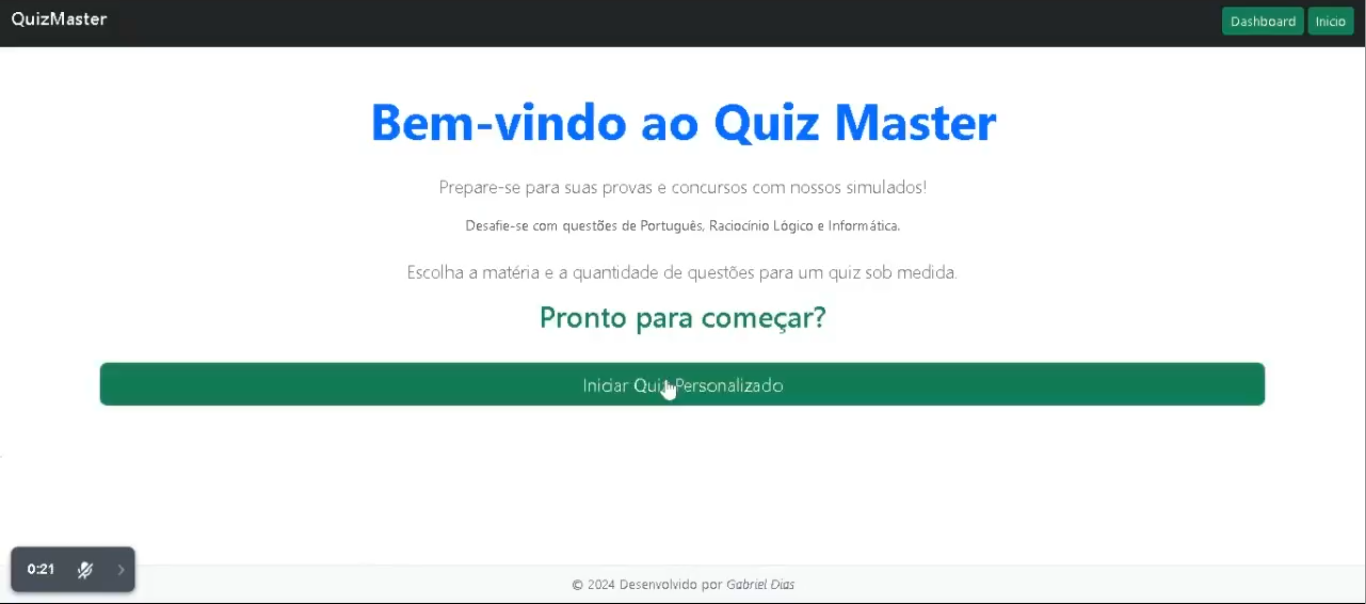 QuizMaster
Dashboard
Inicio
Bem-vindo ao Quiz Master
Prepare-se para suas provas e concursos com nossos simulados!
Desafie-se com questões de Português, Raciocínio Lógico e Informática.
Escolha a matéria e a quantidade de questões para um quiz sob medida.
Pronto para começar?
Iniciar Quiz Personalizado
0:21
© 2024 Desenvolvido por Gabriel Dias